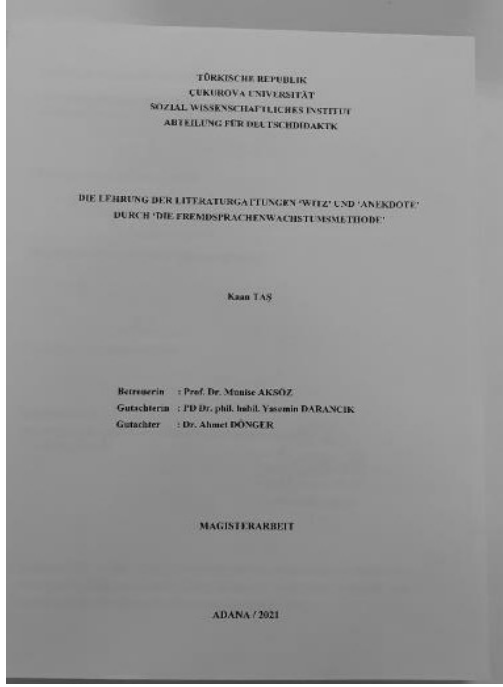 TÜRKISCHE REPUBLIK
ÇUKUROVA UNIVERSITÄT
SOZIAL WISSENSCHAFTLICHES INSTITUT
ABTEILUNG FÜR DEUTSCHDIDAKTK
DIE LEHRUNG DER LITERATURGATTUNGEN ‘WITZ’ UND ‘ANEKDOTE’
DURCH ‘DIE FREMDSPRACHENWACHSTUMSMETHODE’
Kaan TAŞ
Betreuerin : Prof. Dr. Munise AKSÖZ
Gutachterin : PD Dr. phil. habil. Yasemin DARANCIK
Gutachter : Dr. Ahmet DÖNGER
MAGISTERARBEIT
ADANA / 2021